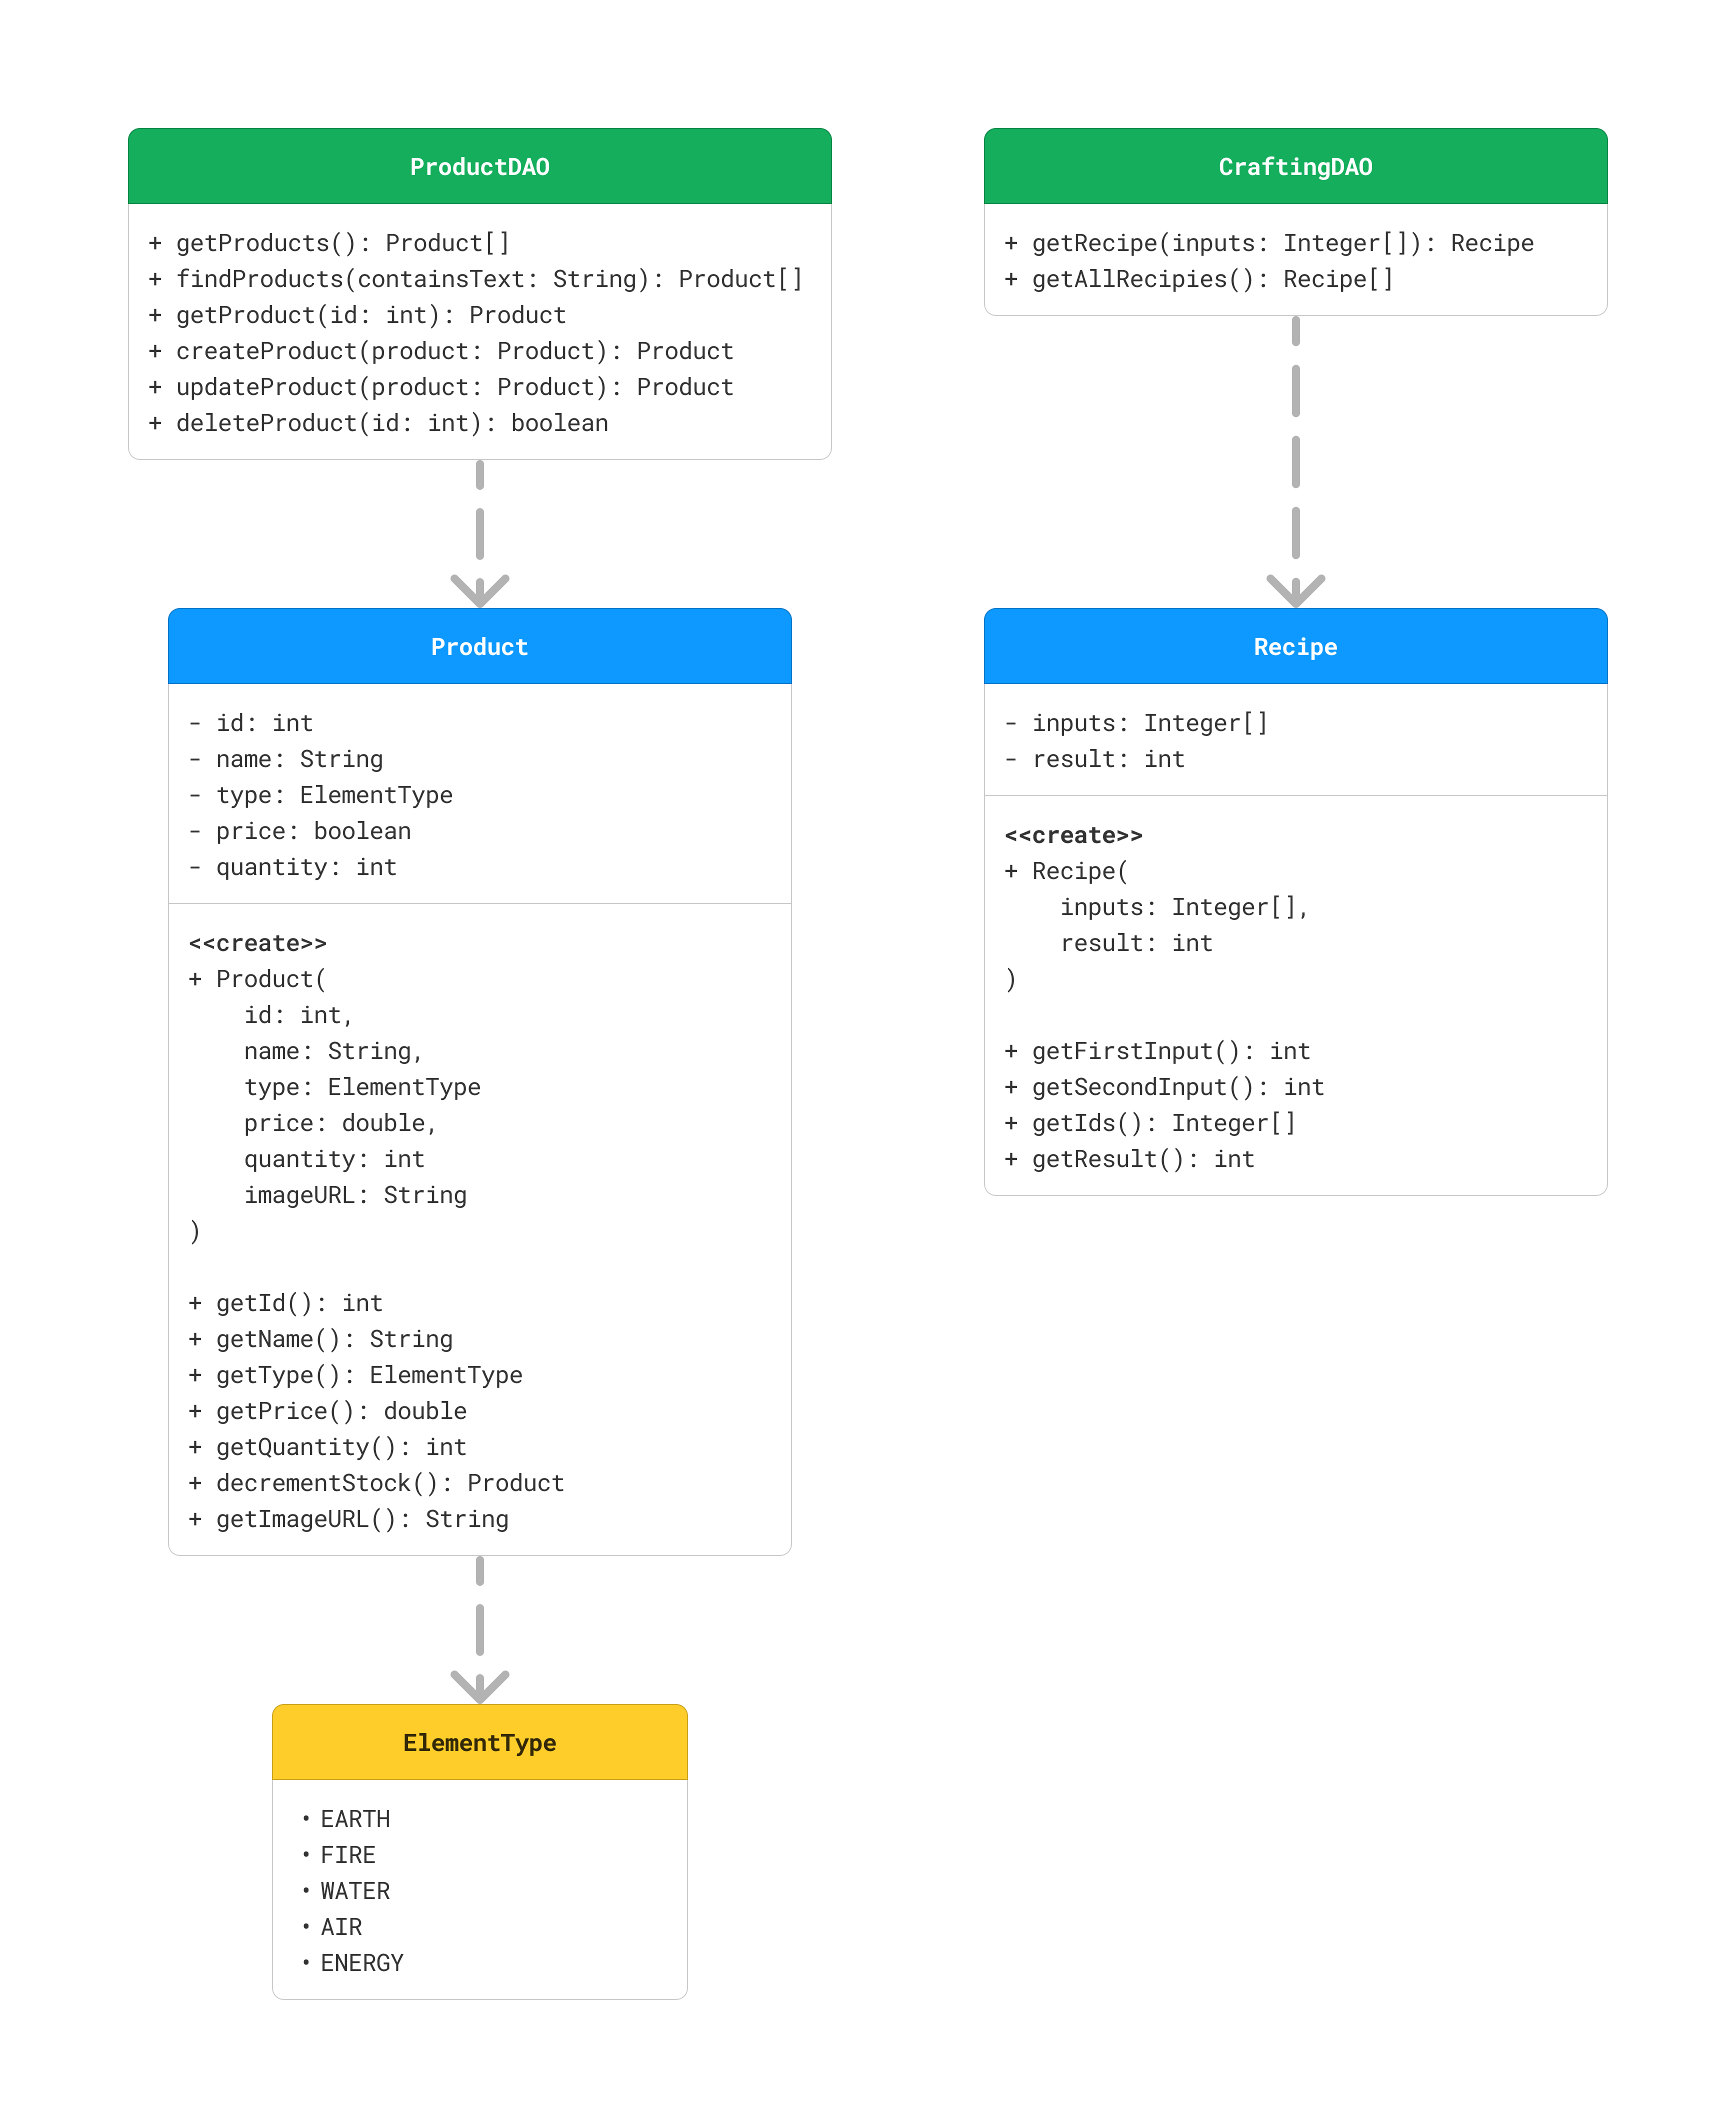 ProductDAO
+ getProducts(): Product[]
+ findProducts(containsText: String): Product[]
+ getProduct(id: int): Product
+ createProduct(product: Product): Product
+ updateProduct(product: Product): Product
+ deleteProduct(id: int): boolean
CraftingDAO
+ getRecipe(inputs: Integer[]): Recipe
+ getAllRecipies(): Recipe[]
Product
- id: int
- name: String
- type: ElementType
- price: boolean
- quantity: int
<<create>>
+ Product(
id: int,
name: String,
type: ElementType
price: double,
quantity: int
imageURL: String
)
+ getId(): int
+ getName(): String
+ getType(): ElementType
+ getPrice(): double
+ getQuantity(): int
+ decrementStock(): Product
+ getImageURL(): String
Recipe
- inputs: Integer[]
- result: int
<<create>>
+ Recipe(
inputs: Integer[],
result: int
)
+ getFirstInput(): int
+ getSecondInput(): int
+ getIds(): Integer[]
+ getResult(): int
ElementType
• EARTH
• FIRE
• WATER
• AIR
• ENERGY